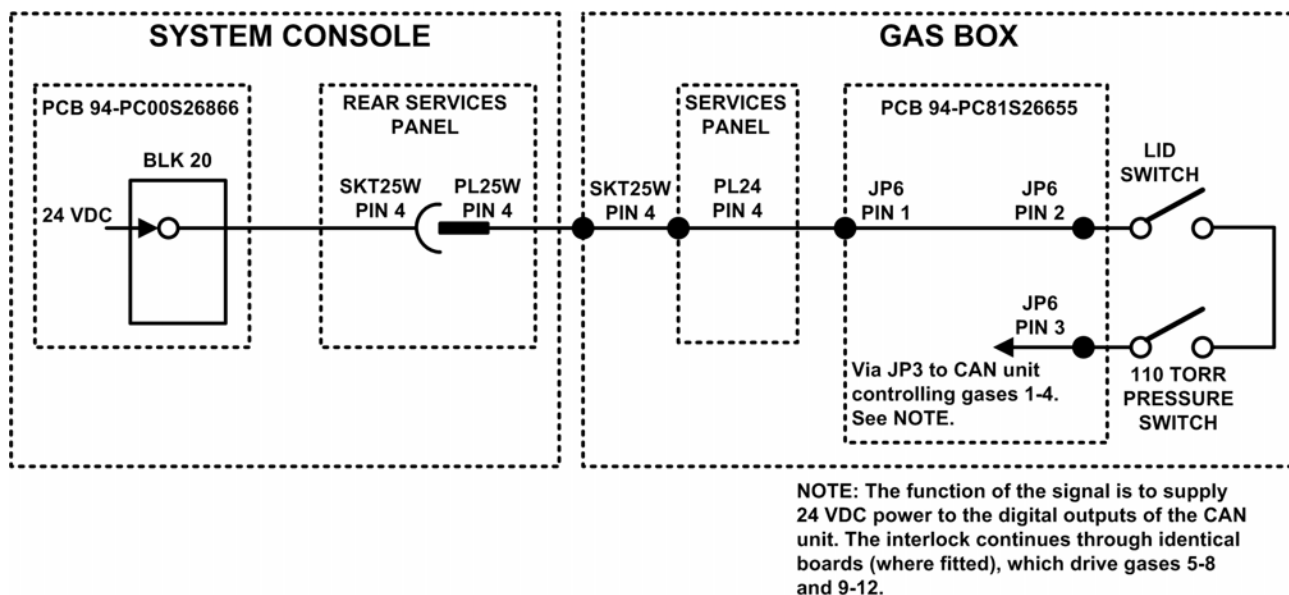 SYSTEM CONSOLE
PCB 94-PC00S26866
BLK 20
24 VDC
REAR SERVICES
PANEL
SKT25W
PIN 4
PL25W
PIN 4
GAS BOX
SKT25W
PIN 4
SERVICES
PANEL
PL24
PIN 4
PCB 94-PC81S26655
JP6
PIN 1
JP6
PIN 2
LID
SWITCH
JP6
PIN 3
Via JP3 to CAN unit
controlling gases 1-4.
See NOTE.
110 TORR
PRESSURE
SWITCH
NOTE: The function of the signal is to supply
24 VDC power to the digital outputs of the CAN
unit. The interlock continues through identical
boards (where fitted), which drive gases 5-8
and 9-12.